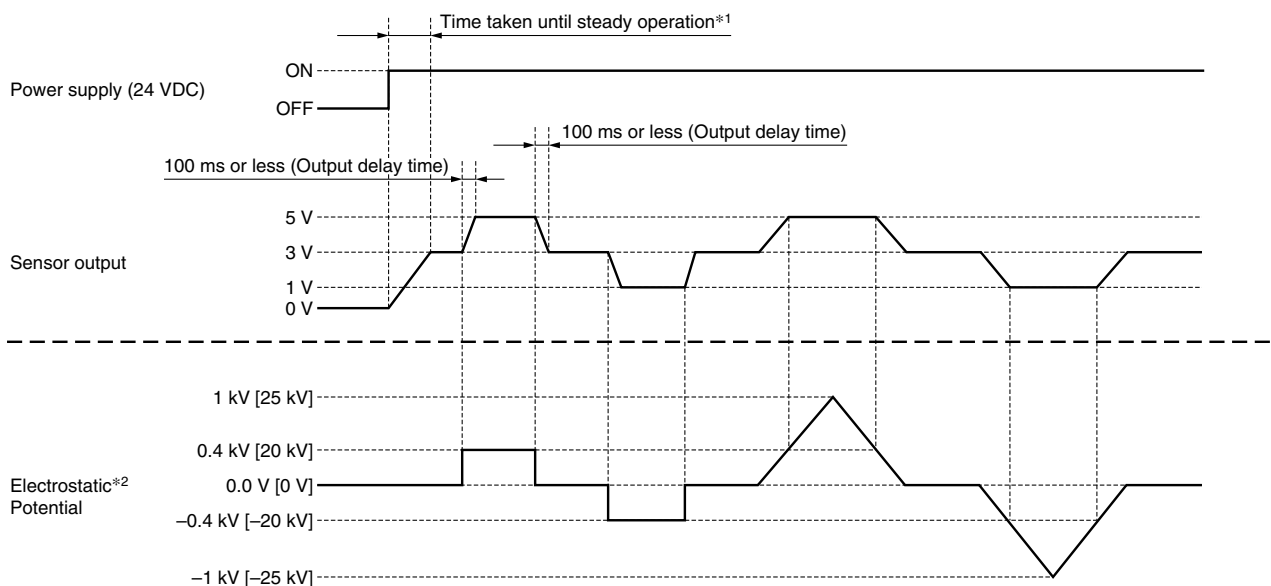 Time taken until steady operation*1
ON
Power supply (24 VDC)
OFF
100 ms or less (Output delay time)
100 ms or less (Output delay time)
5 V
3 V
Sensor output
1 V
0 V
1 kV [25 kV]
0.4 kV [20 kV]
Electrostatic*2
Potential
0.0 V [0 V]
–0.4 kV [–20 kV]
–1 kV [–25 kV]